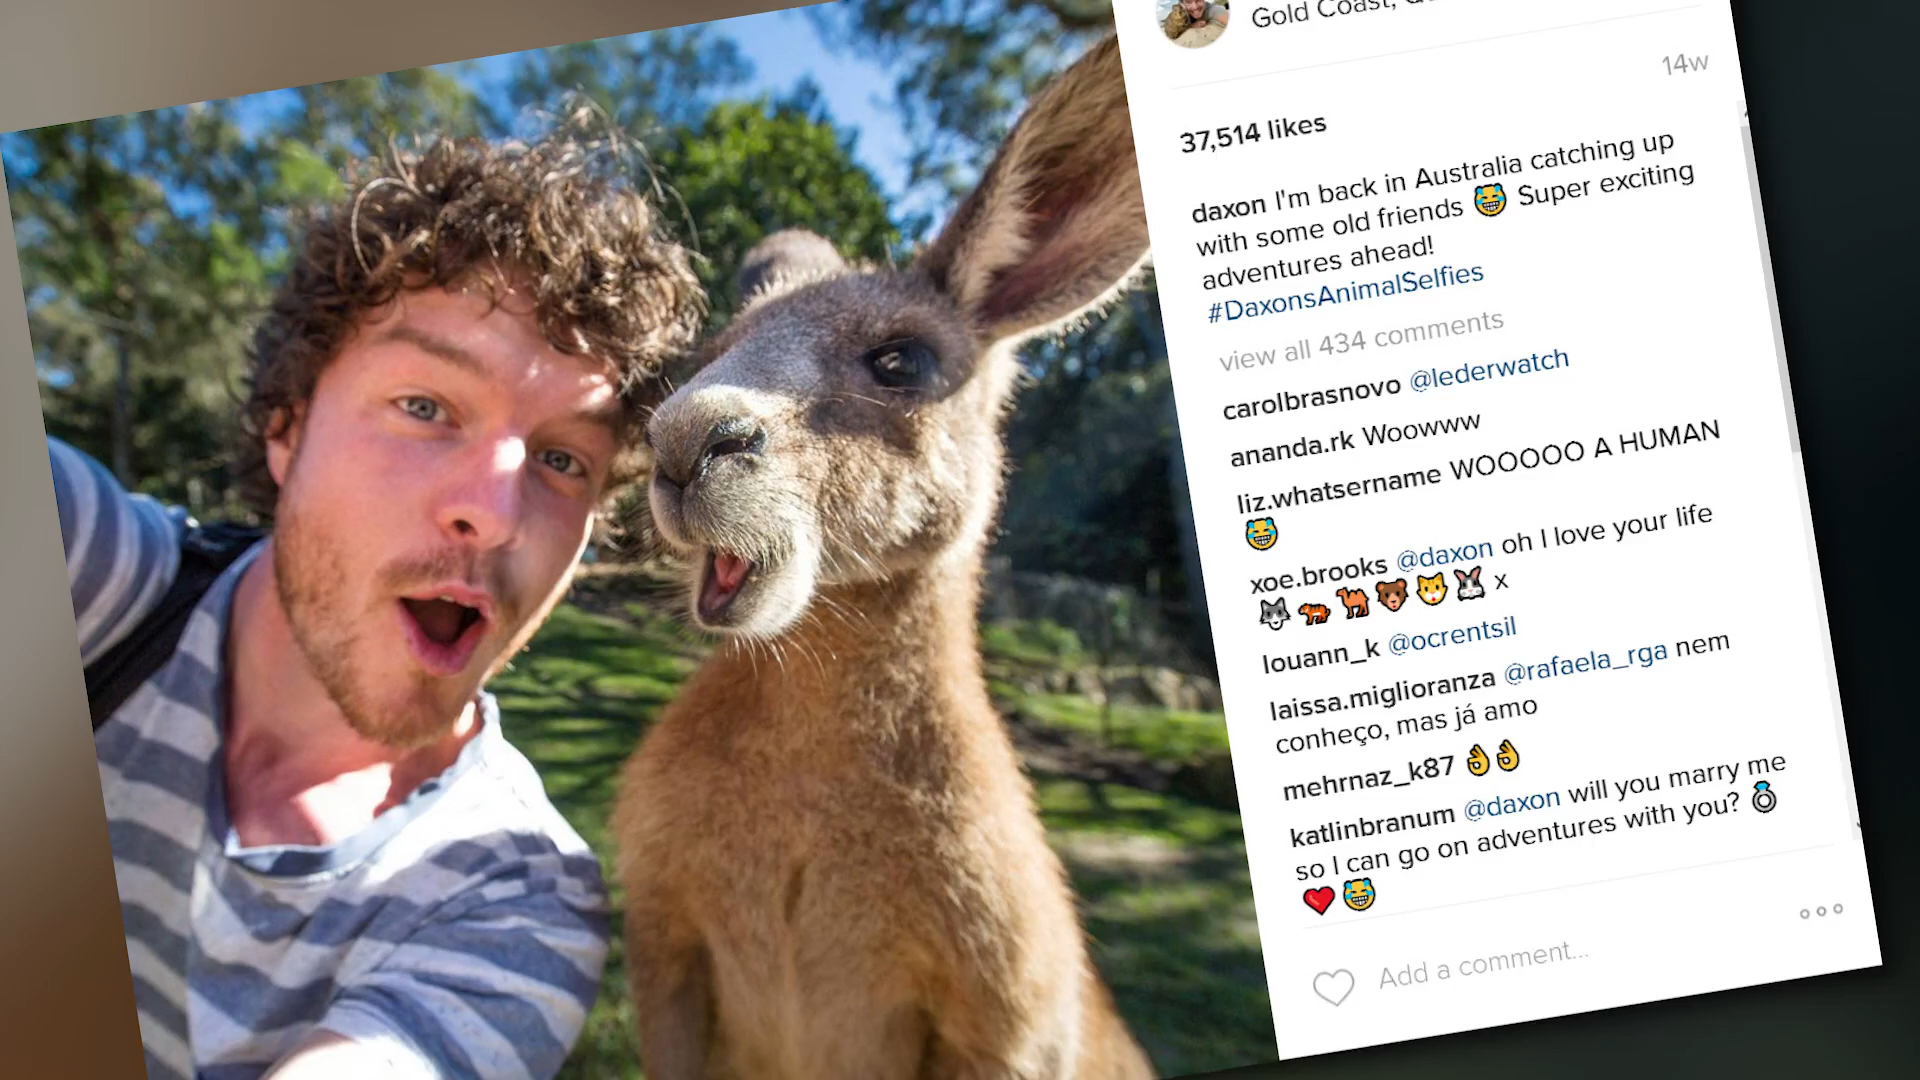 Gold Coast,
14w
37,514 likes
daxon I'm back in Australia catching up
with some old friends 😂 Super exciting
adventures ahead!
#DaxonsAnimalSelfies
view all 434 comments
carolbrasnovo @lederwatch
ananda.rk Woowww
liz.whatsername WOOOOO A HUMAN
😂
xoe.brooks @daxon oh I love your life
🐺🐅🐫🐻🐱🐰 x
louann_k @ocrentsil
laissa.miglioranza @rafaela_rga nem
conheço, mas já amo
mehrnaz_k87 👌👌
katlinbranum @daxon will you marry me
so I can go on adventures with you? 💍
❤️😂
Add a comment...